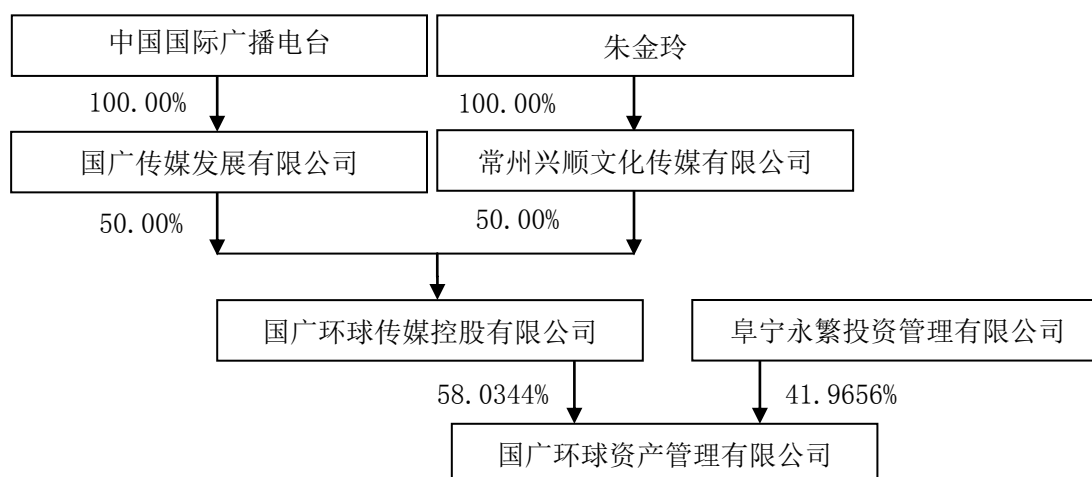 中国国际广播电台
朱金玲
100.00%
100.00%
国广传媒发展有限公司
常州兴顺文化传媒有限公司
50.00%
50.00%
国广环球传媒控股有限公司
阜宁永繁投资管理有限公司
58.0344%
41.9656%
国广环球资产管理有限公司